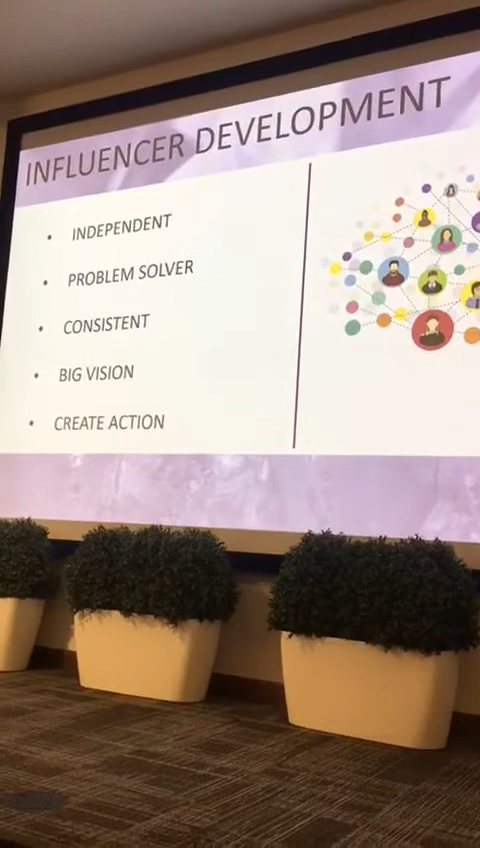 INFLUENCER DEVELOPMENT
• INDEPENDENT
• PROBLEM SOLVER
• CONSISTENT
• BIG VISION
• CREATE ACTION